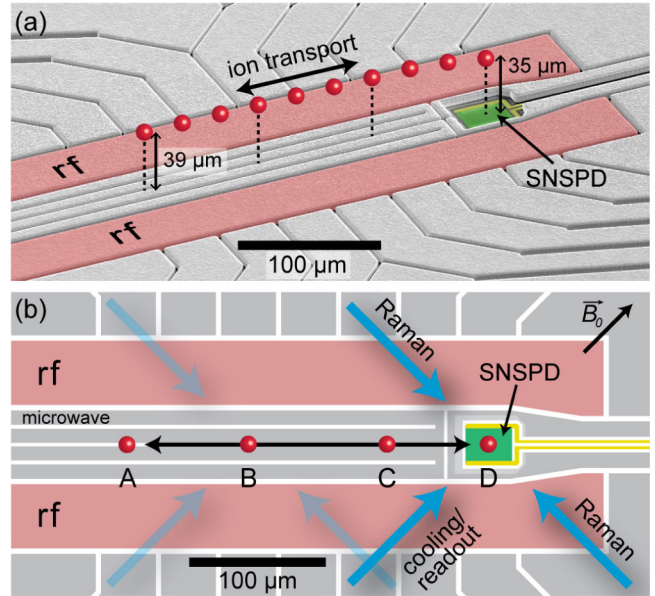 (a)
ion transport
35 µm
39 µm
rf
SNSPD
rf
100 µm
(b)
Raman
B₀
rf
SNSPD
microwave
A
B
C
D
rf
cooling/
readout
Raman
100 µm